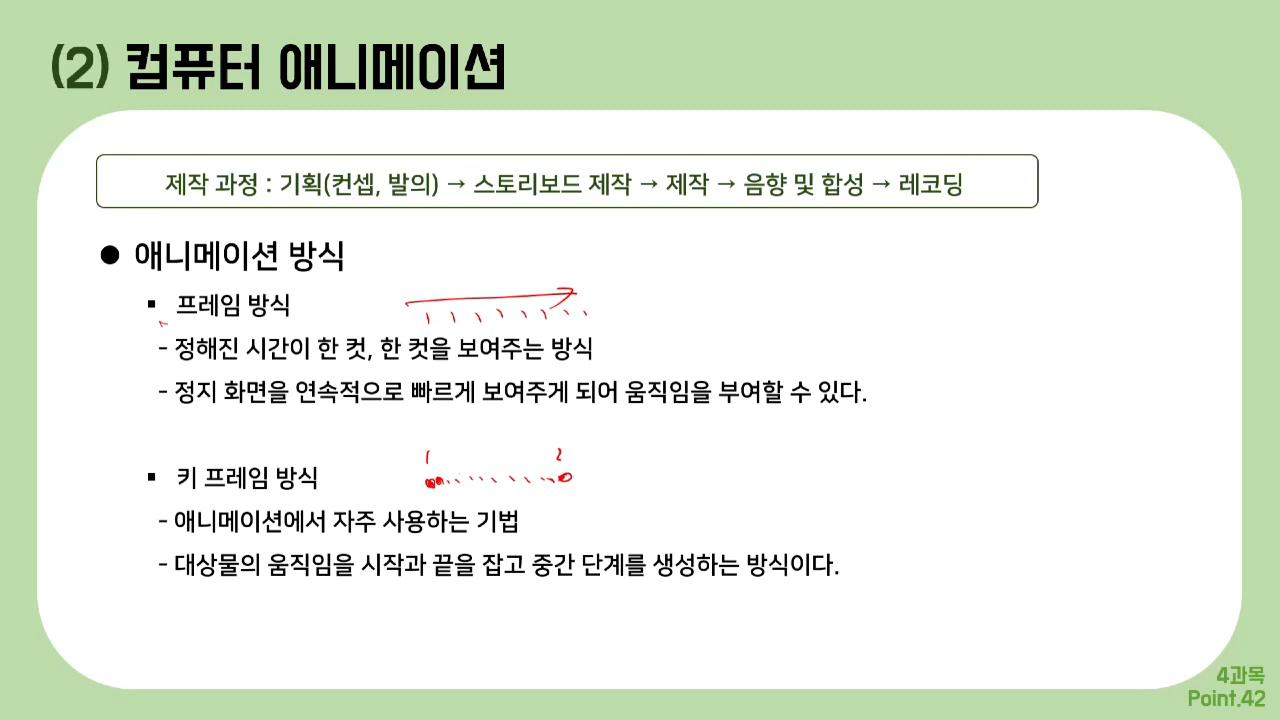 (2) 컴퓨터 애니메이션
제작 과정 : 기획(컨셉, 발의) → 스토리보드 제작 → 제작 → 음향 및 합성 → 레코딩
● 애니메이션 방식
▪ 프레임 방식
- 정해진 시간이 한 컷, 한 컷을 보여주는 방식
- 정지 화면을 연속적으로 빠르게 보여주게 되어 움직임을 부여할 수 있다.
1 2
▪ 키 프레임 방식
- 애니메이션에서 자주 사용하는 기법
- 대상물의 움직임을 시작과 끝을 잡고 중간 단계를 생성하는 방식이다.
4과목
Point.42